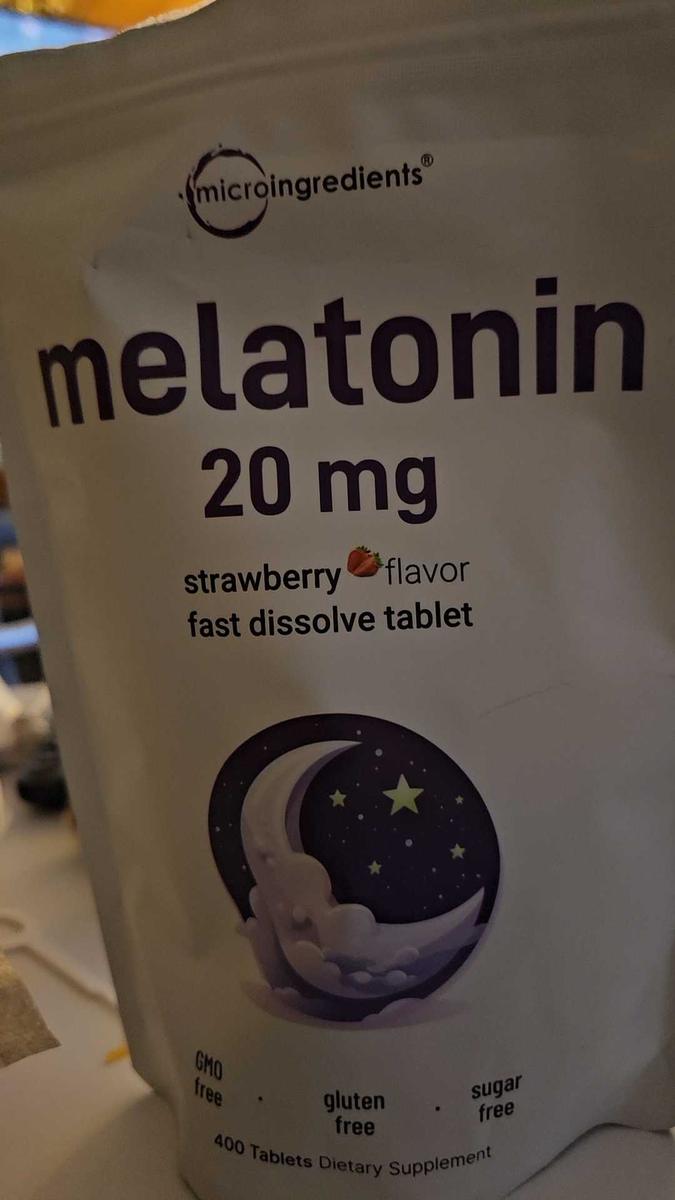 microingredients®
melatonin
20 mg
strawberry flavor
fast dissolve tablet
GMO
free
·
gluten
free
·
sugar
free
400 Tablets Dietary Supplement